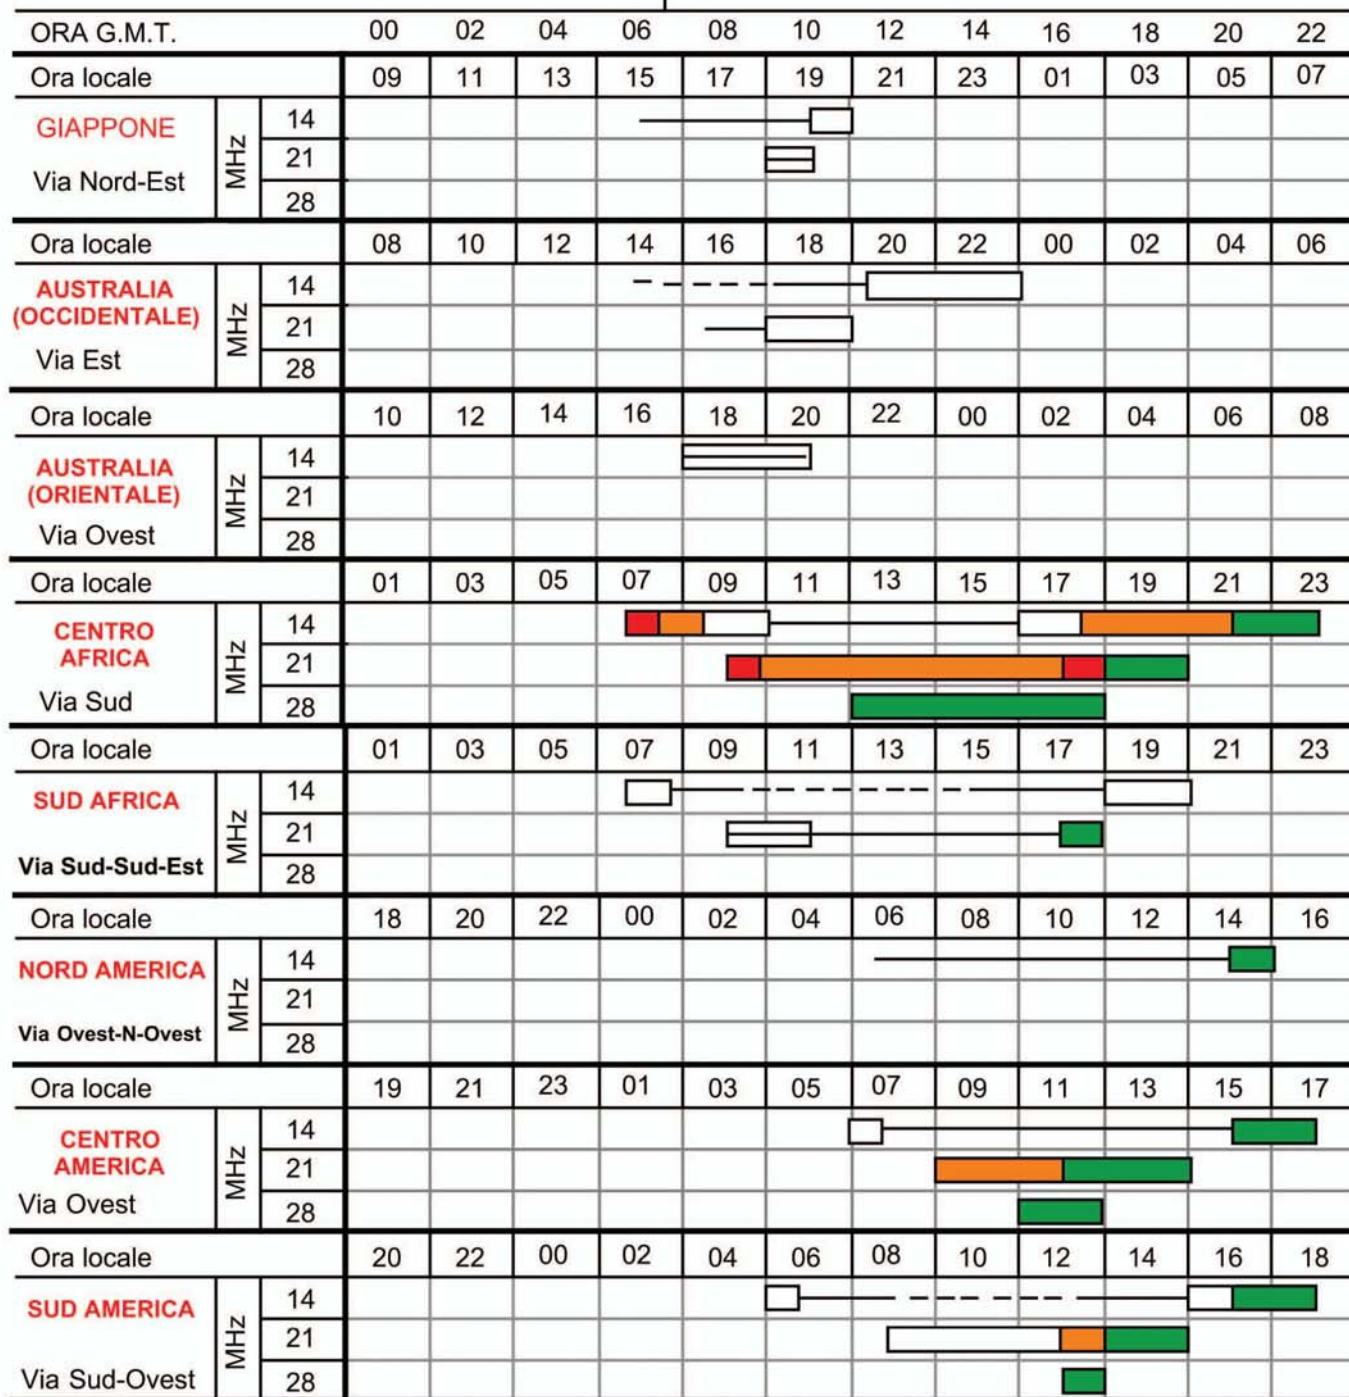 ORA G.M.T. 00 02 04 06 08 10 12 14 16 18 20 22
Ora locale 09 11 13 15 17 19 21 23 01 03 05 07
GIAPPONE
Via Nord-Est
MHz
14
21
28
Ora locale 08 10 12 14 16 18 20 22 00 02 04 06
AUSTRALIA
(OCCIDENTALE)
Via Est
MHz
14
21
28
Ora locale 10 12 14 16 18 20 22 00 02 04 06 08
AUSTRALIA
(ORIENTALE)
Via Ovest
MHz
14
21
28
Ora locale 01 03 05 07 09 11 13 15 17 19 21 23
CENTRO
AFRICA
Via Sud
MHz
14
21
28
Ora locale 01 03 05 07 09 11 13 15 17 19 21 23
SUD AFRICA
Via Sud-Sud-Est
MHz
14
21
28
Ora locale 18 20 22 00 02 04 06 08 10 12 14 16
NORD AMERICA
Via Ovest-N-Ovest
MHz
14
21
28
Ora locale 19 21 23 01 03 05 07 09 11 13 15 17
CENTRO
AMERICA
Via Ovest
MHz
14
21
28
Ora locale 20 22 00 02 04 06 08 10 12 14 16 18
SUD AMERICA
Via Sud-Ovest
MHz
14
21
28